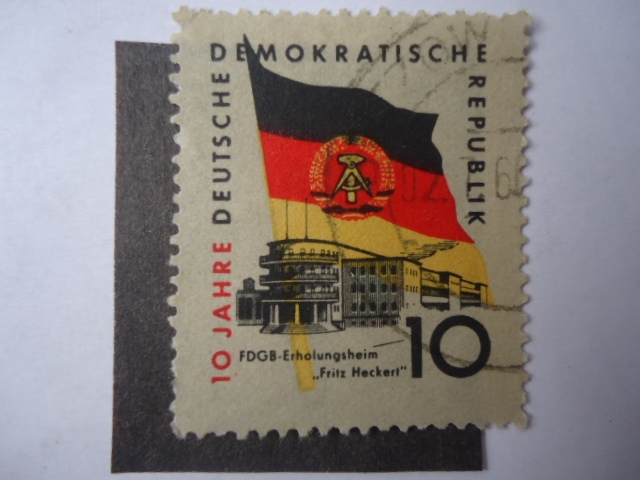 10 JAHRE DEUTSCHE
DEMOKRATISCHE
REPUBLIK
FDGB-Erholungsheim
„Fritz Heckert"
10